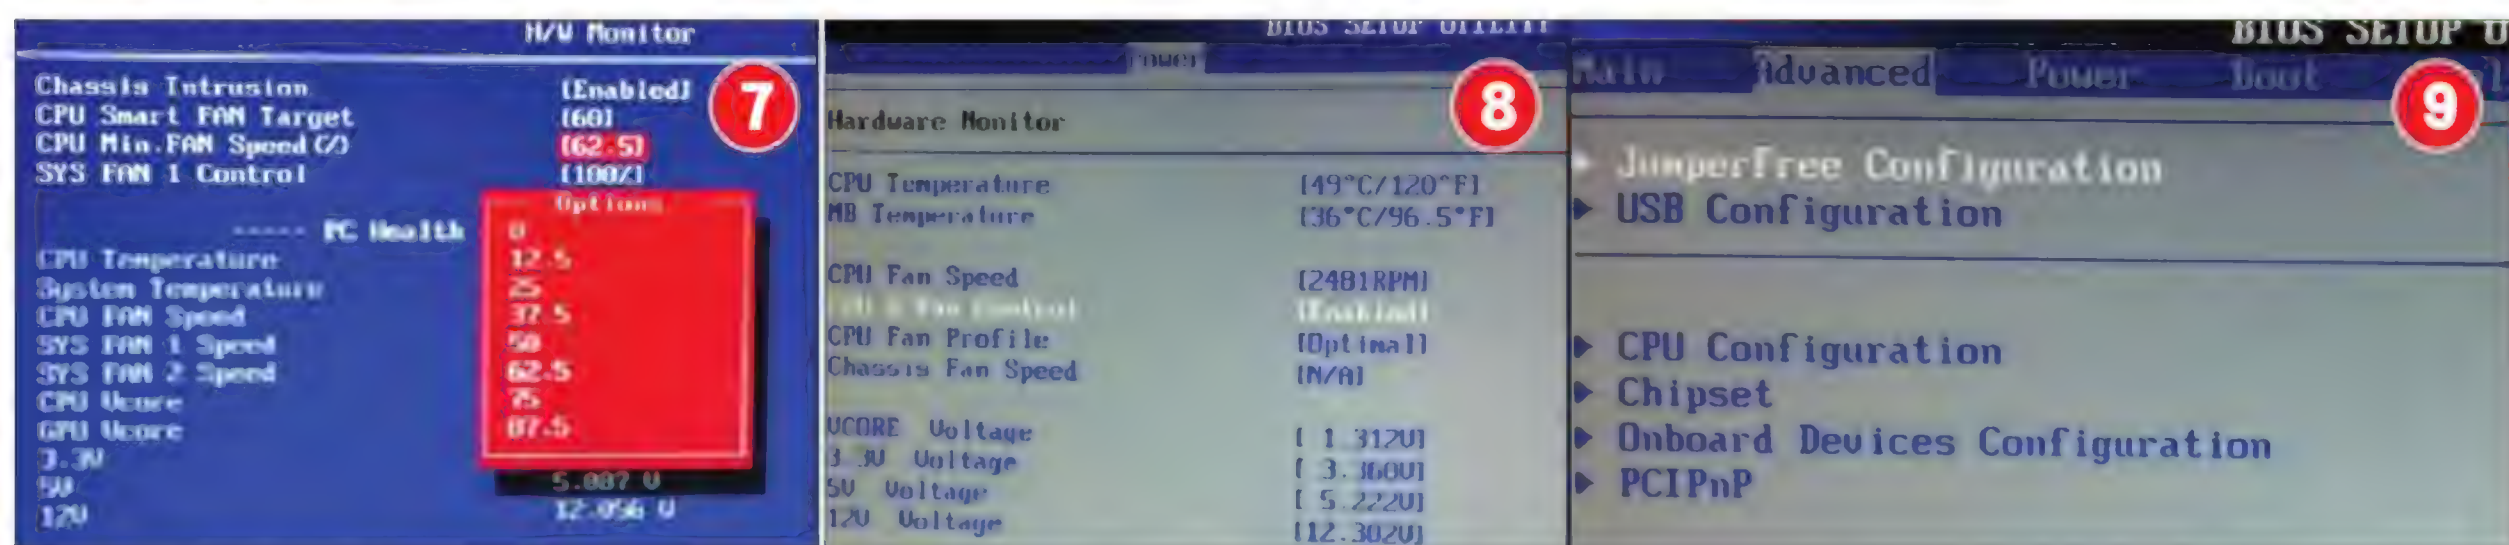 H/W Monitor
7
Chassis Intrusion [Enabled]
CPU Smart FAN Target [60]
CPU Min.FAN Speed(%) [62.5]
SYS FAN 1 Control [100%]
Options
0
12.5
25
37.5
50
62.5
75
87.5
----- PC Health
CPU Temperature
System Temperature
CPU FAN Speed
SYS FAN 1 Speed
SYS FAN 2 Speed
CPU Vcore
GPU Vcore
3.3V
5V 5.087 V
12V 12.056 V
BIOS SETUP UTILITY
Power
8
Hardware Monitor
CPU Temperature [49°C/120°F]
MB Temperature [36°C/96.5°F]
CPU Fan Speed [2481RPM]
Fan Control [Enabled]
CPU Fan Profile [Optimal]
Chassis Fan Speed [N/A]
VCORE Voltage [ 1.312V]
3.3V Voltage [ 3.360V]
5V Voltage [ 5.222V]
12V Voltage [12.302V]
BIOS SETUP U
Main Advanced Power Boot
9
JumperFree Configuration
USB Configuration
CPU Configuration
Chipset
Onboard Devices Configuration
PCIPnP